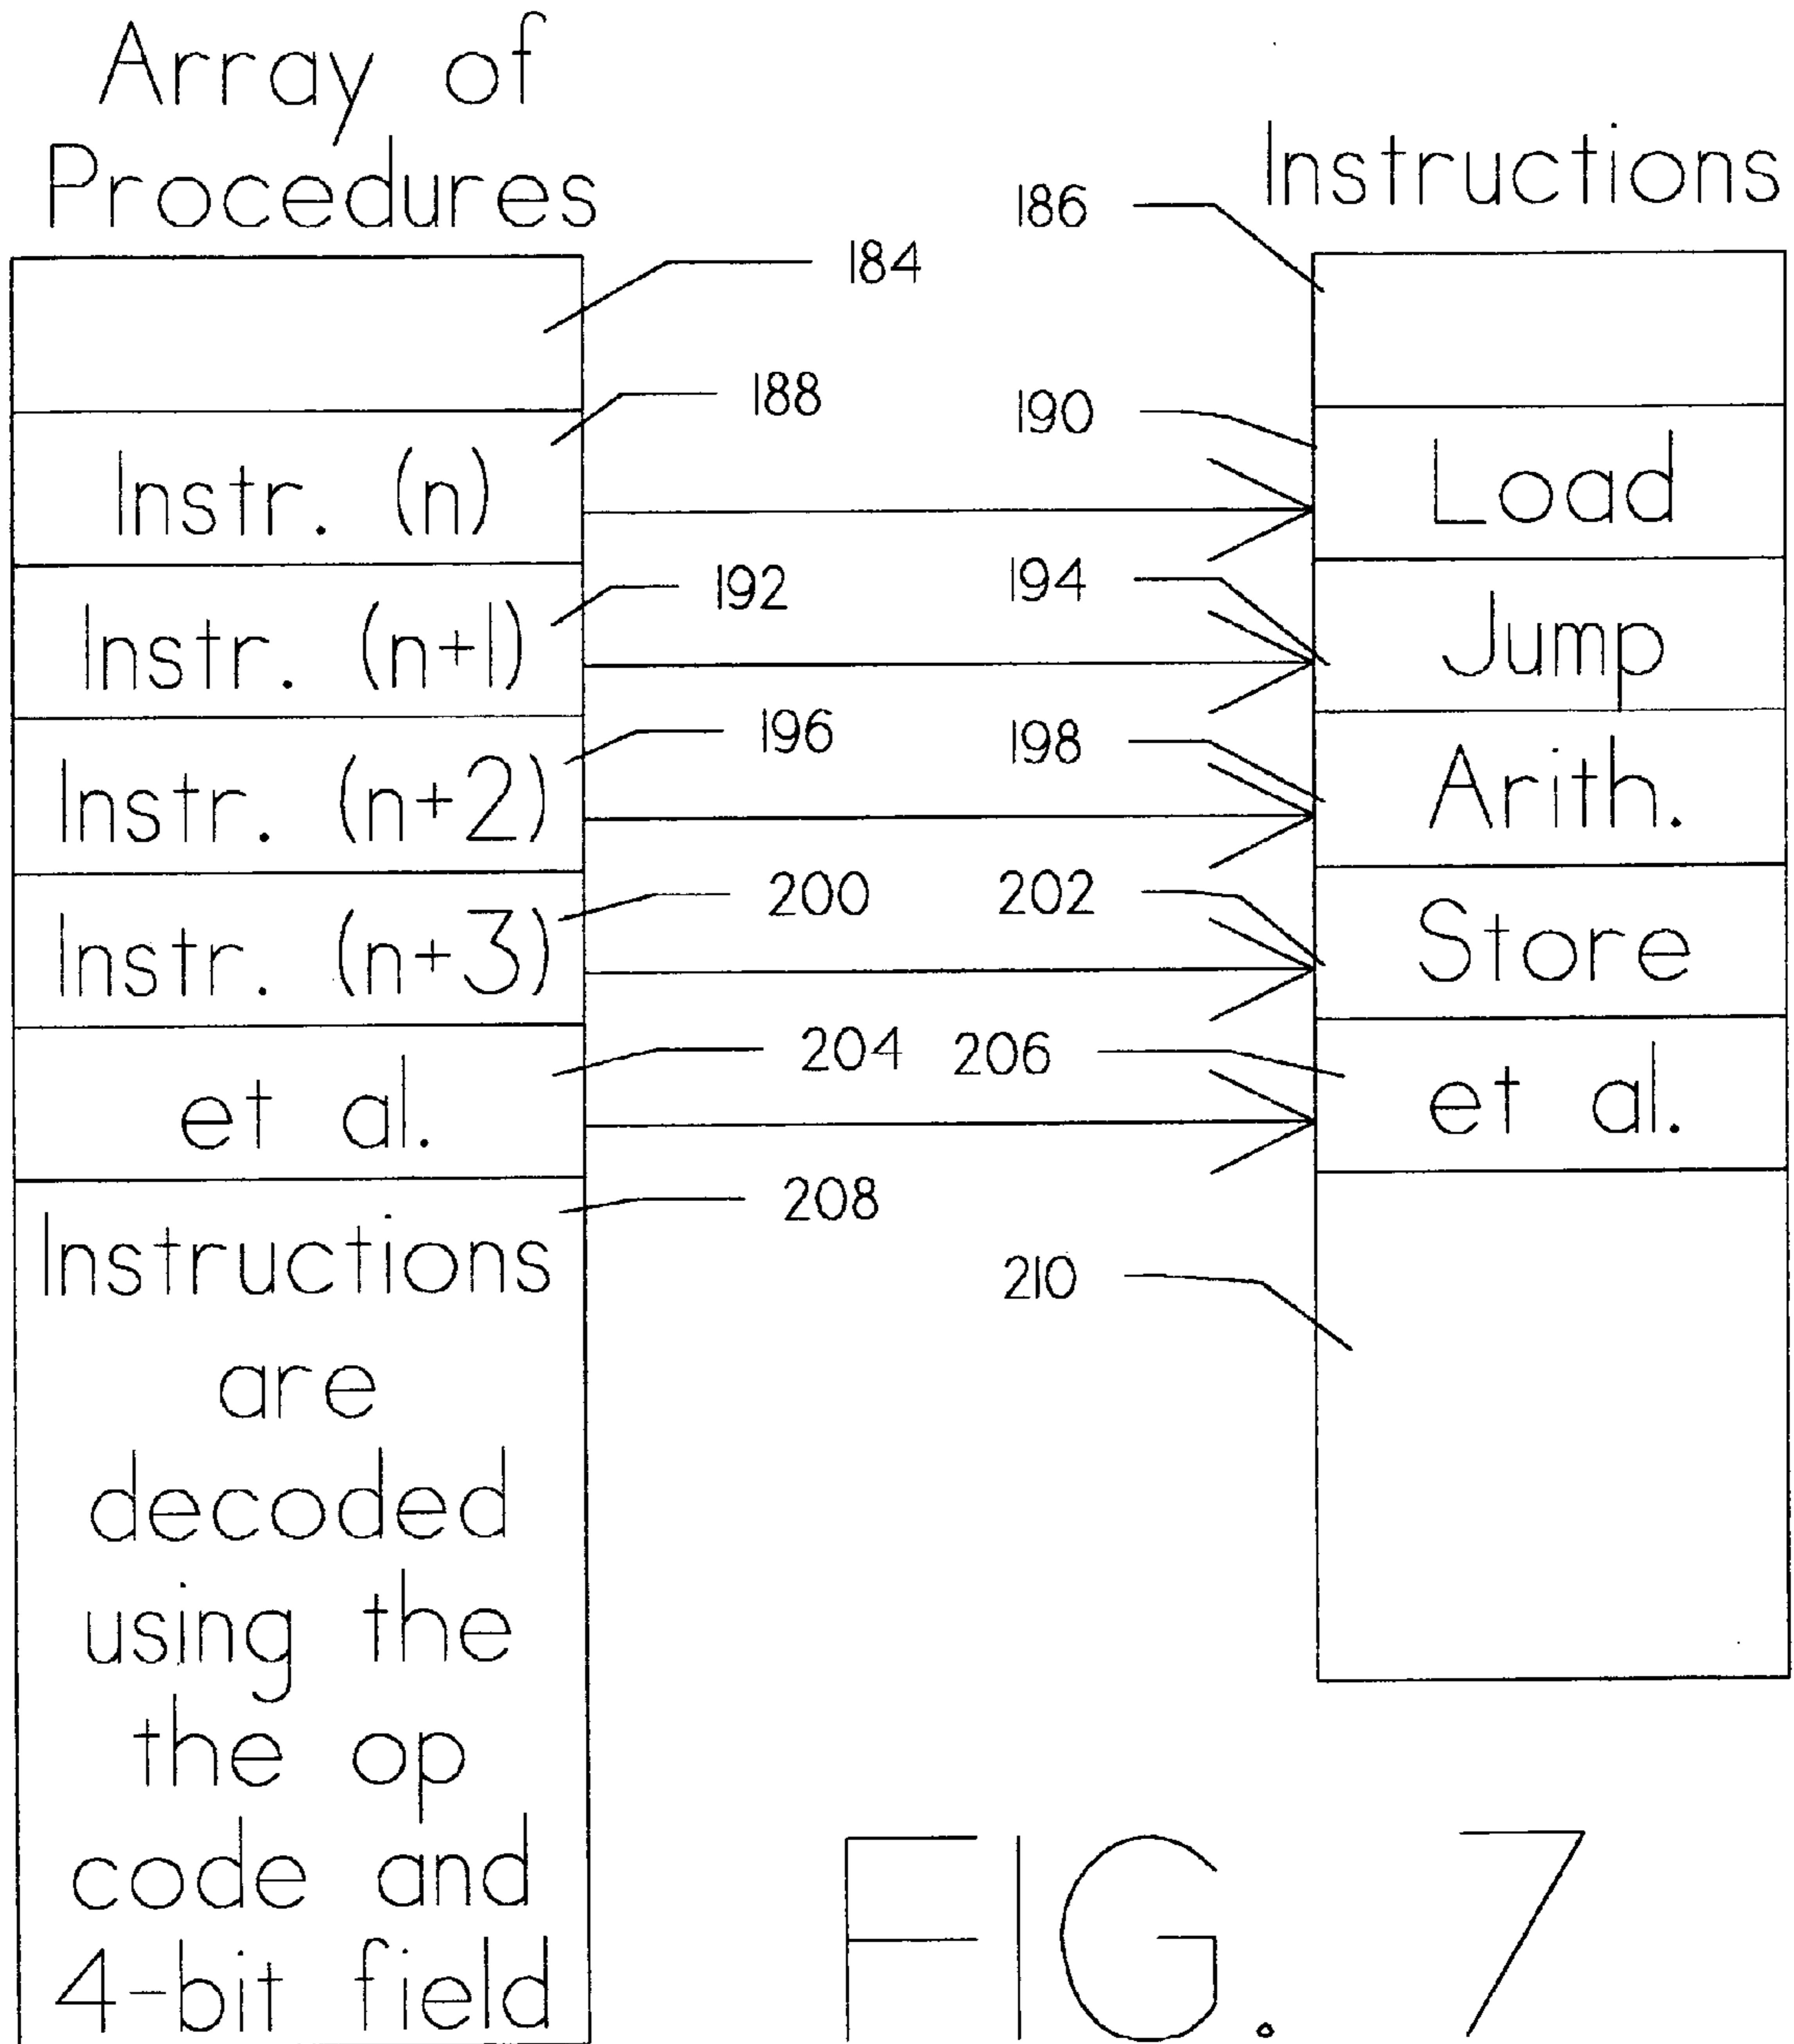 Array of
Procedures
Instructions
186
184
188
190
Instr. (n)
Load
192
194
Instr. (n+1)
Jump
196
198
Instr. (n+2)
Arith.
200
202
Instr. (n+3)
Store
204
206
et al.
et al.
208
Instructions
210
are
decoded
using the
the op
code and
4-bit field
FIG. 7